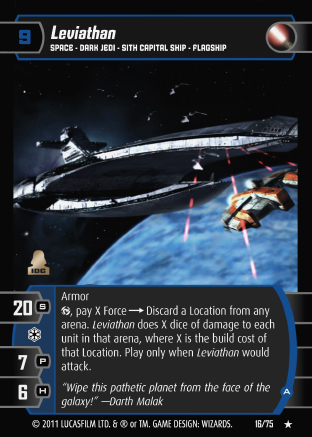 9
Leviathan
SPACE - DARK JEDI - SITH CAPITAL SHIP - FLAGSHIP
IDC
20 S
7 P
6 H
Armor
, pay X Force → Discard a Location from any
arena. Leviathan does X dice of damage to each
unit in that arena, where X is the build cost
of that Location. Play only when Leviathan would
attack.
“Wipe this pathetic planet from the face of the
galaxy!” —Darth Malak
A
© 2011 LUCASFILM LTD. & ® or TM. GAME DESIGN: WIZARDS. 16/75 ★